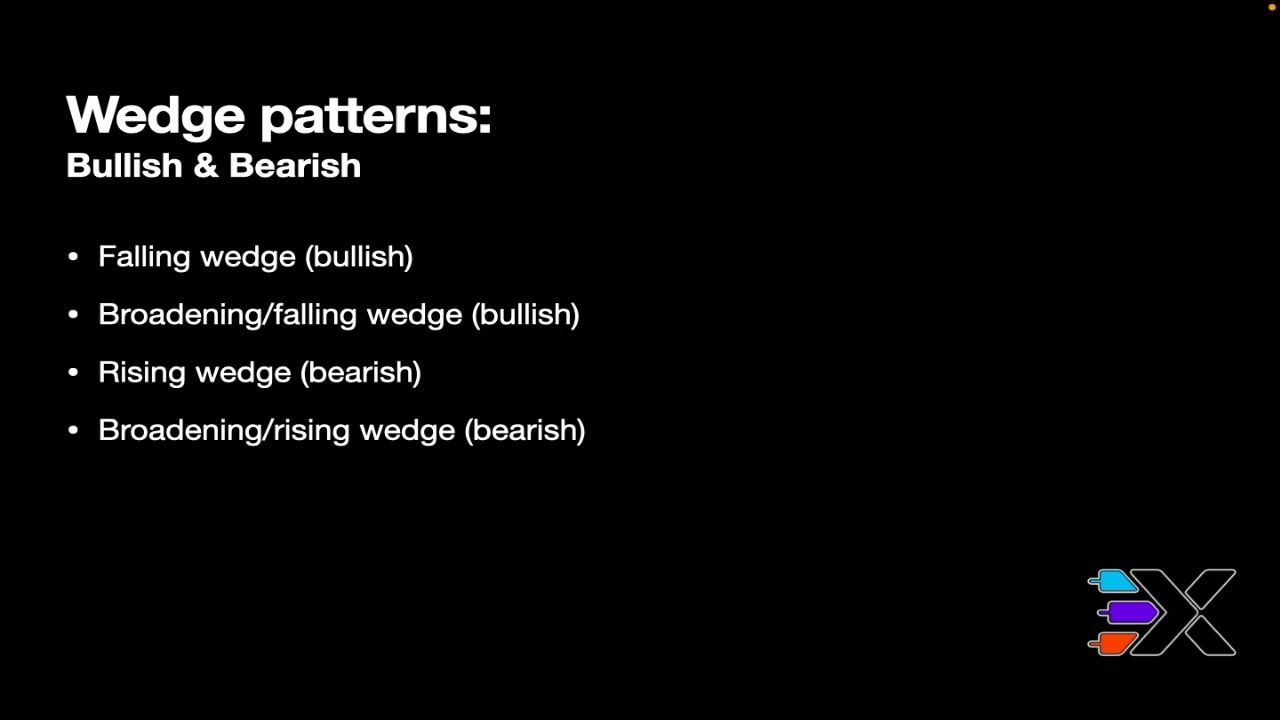 Wedge patterns:
Bullish & Bearish
• Falling wedge (bullish)
• Broadening/falling wedge (bullish)
• Rising wedge (bearish)
• Broadening/rising wedge (bearish)